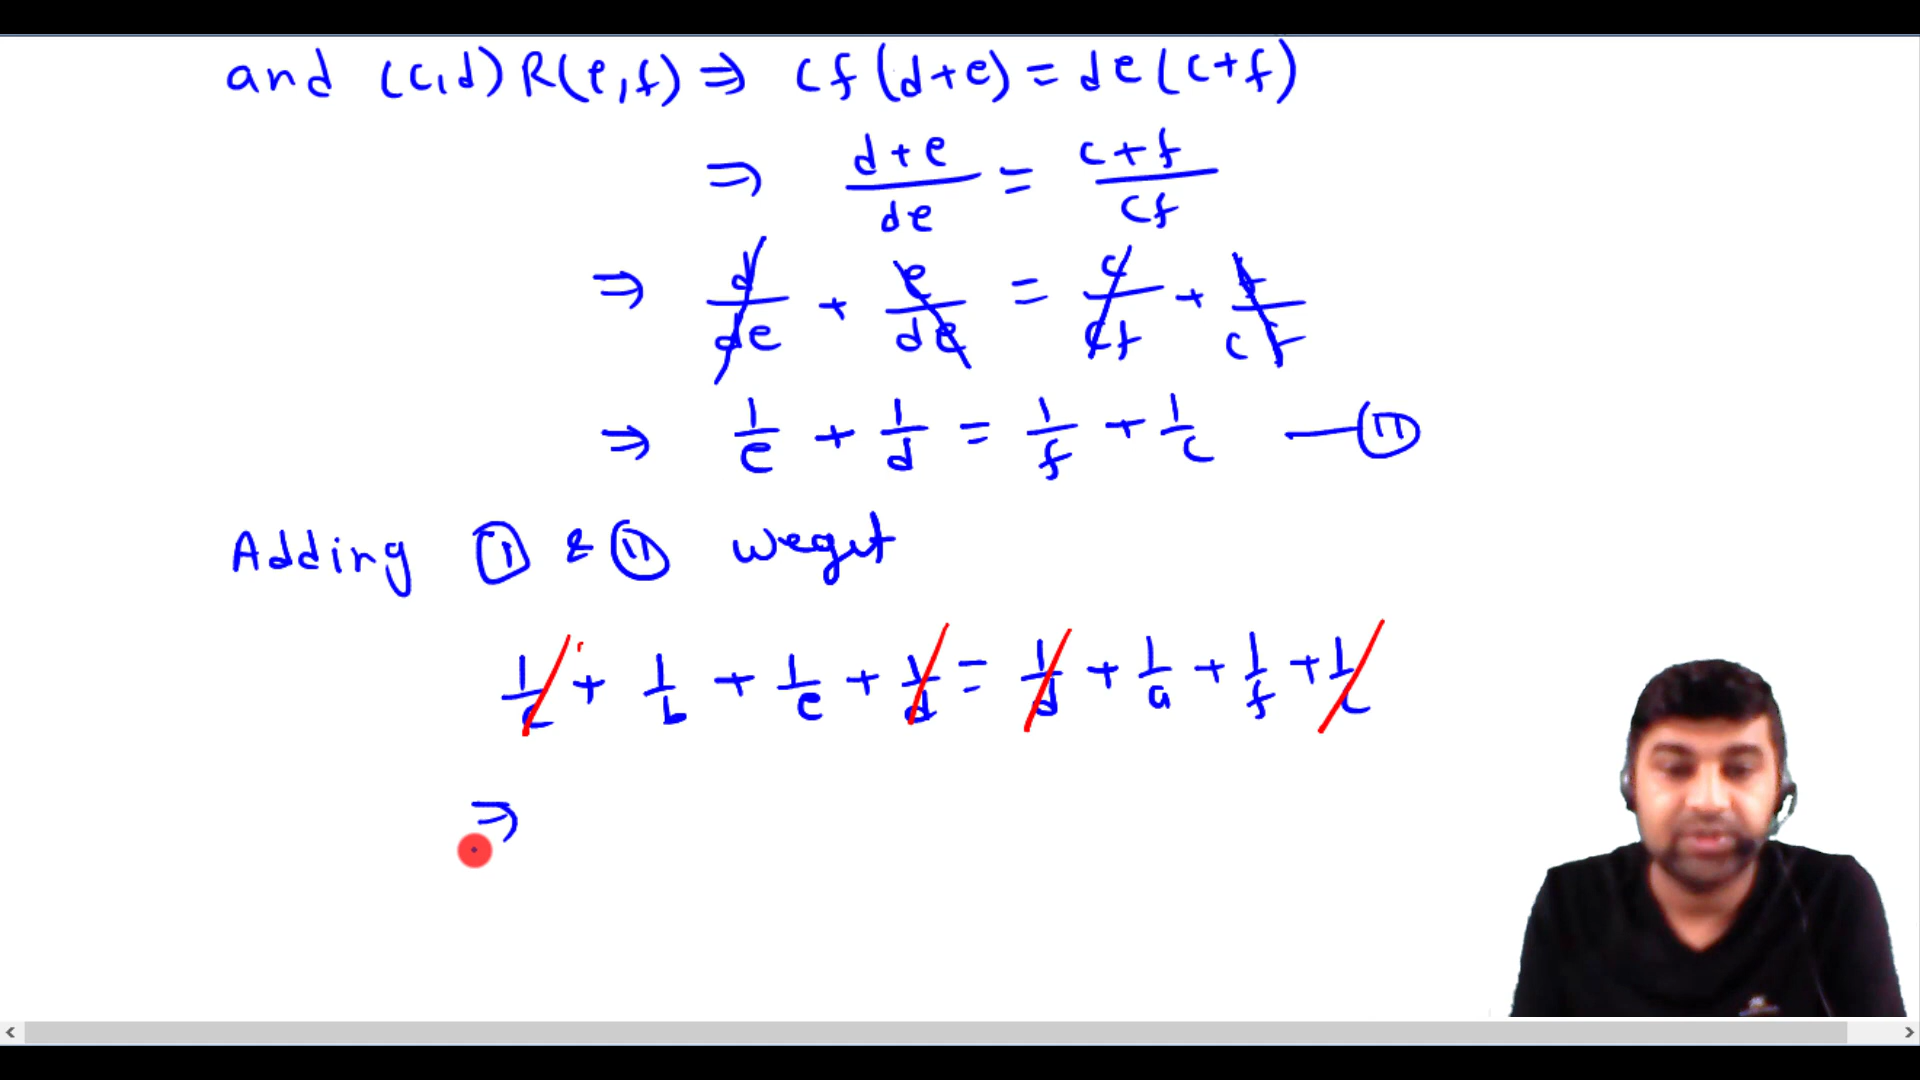 and (c,d) R(e,f) ⇒ cf(d+e) = de(c+f)
⇒ d+e/de = c+f/cf
⇒ d/de + e/de = c/cf + f/cf
⇒ 1/e + 1/d = 1/f + 1/c —(II)
Adding (I) & (II) weget
1/c + 1/b + 1/e + 1/d = 1/d + 1/a + 1/f + 1/c
⇒